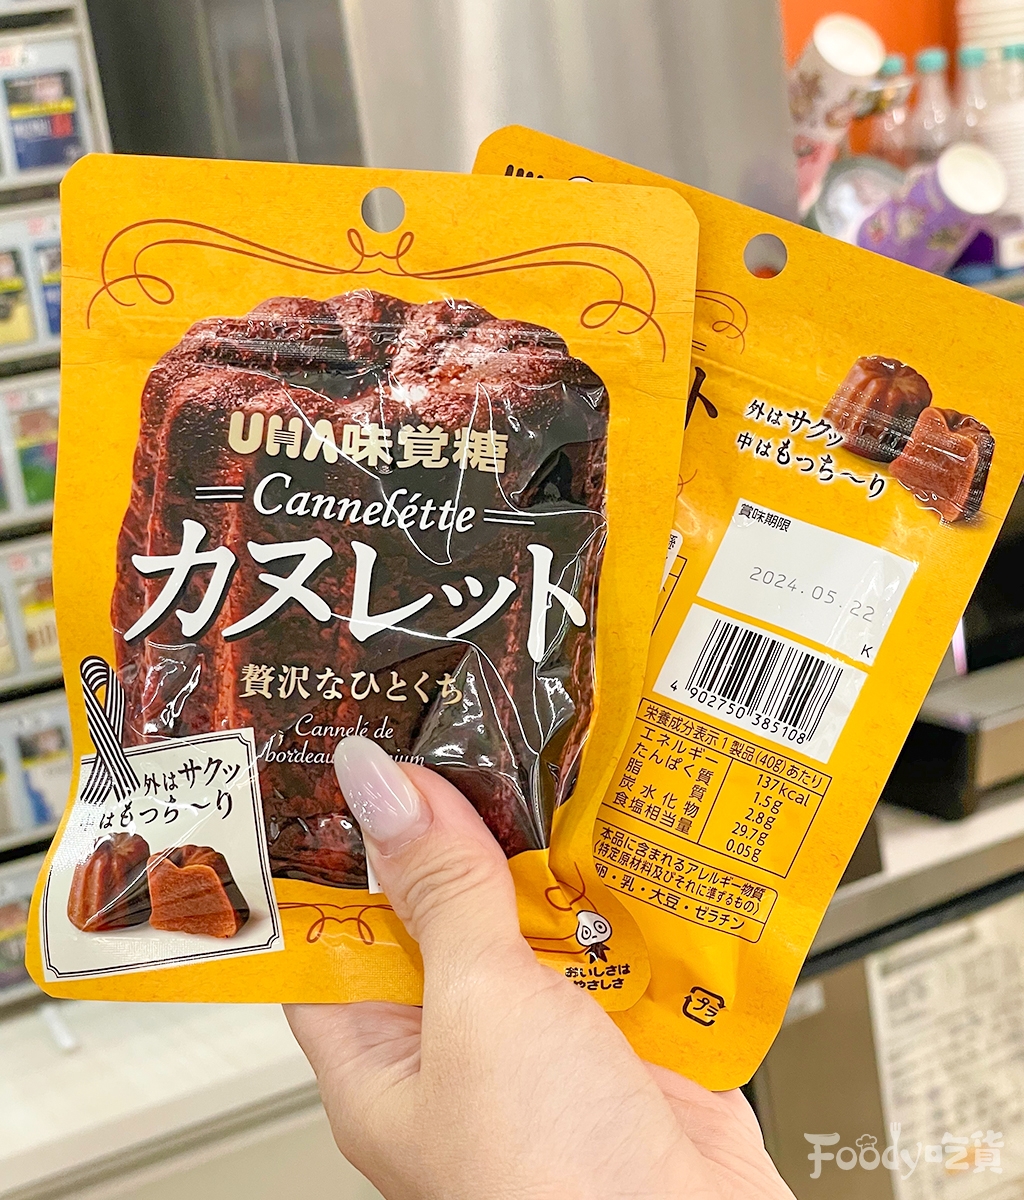 UHA味覚糖
Cannelétte
カヌレット
贅沢なひとくち
Cannelé de
bordeau
外はサクッ
中はもっち〜り
おいしさは
やさしさ
外はサクッ
中はもっち〜り
賞味期限
2024.05.22
K
4 902750 385108
栄養成分表示1製品(40g)あたり
エネルギー 137kcal
たんぱく質 1.5g
脂質 2.8g
炭水化物 29.7g
食塩相当量 0.05g
本品に含まれるアレルギー物質
(特定原材料及びそれに準ずるもの)
卵・乳・大豆・ゼラチン
プラ
Foody吃貨